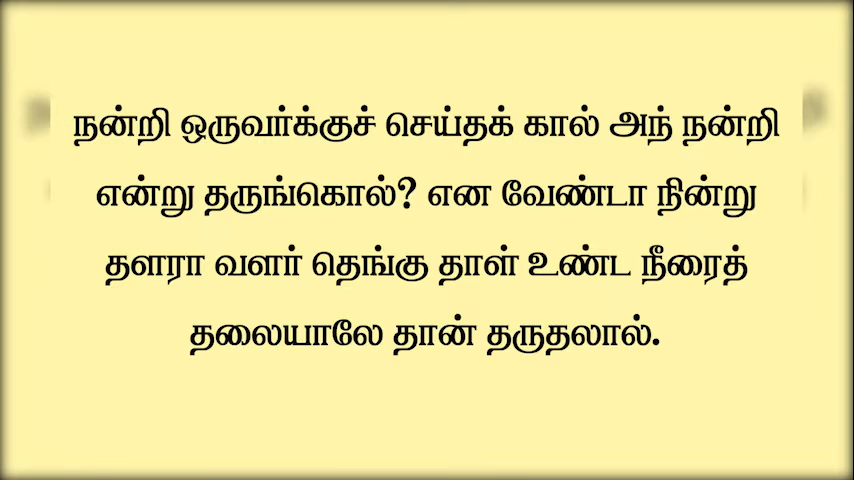 நன்றி ஒருவர்க்குச் செய்தக் கால் அந் நன்றி
என்று தருங்கொல்? என வேண்டா நின்று
தளரா வளர் தெங்கு தாள் உண்ட நீரைத்
தலையாலே தான் தருதலால்.